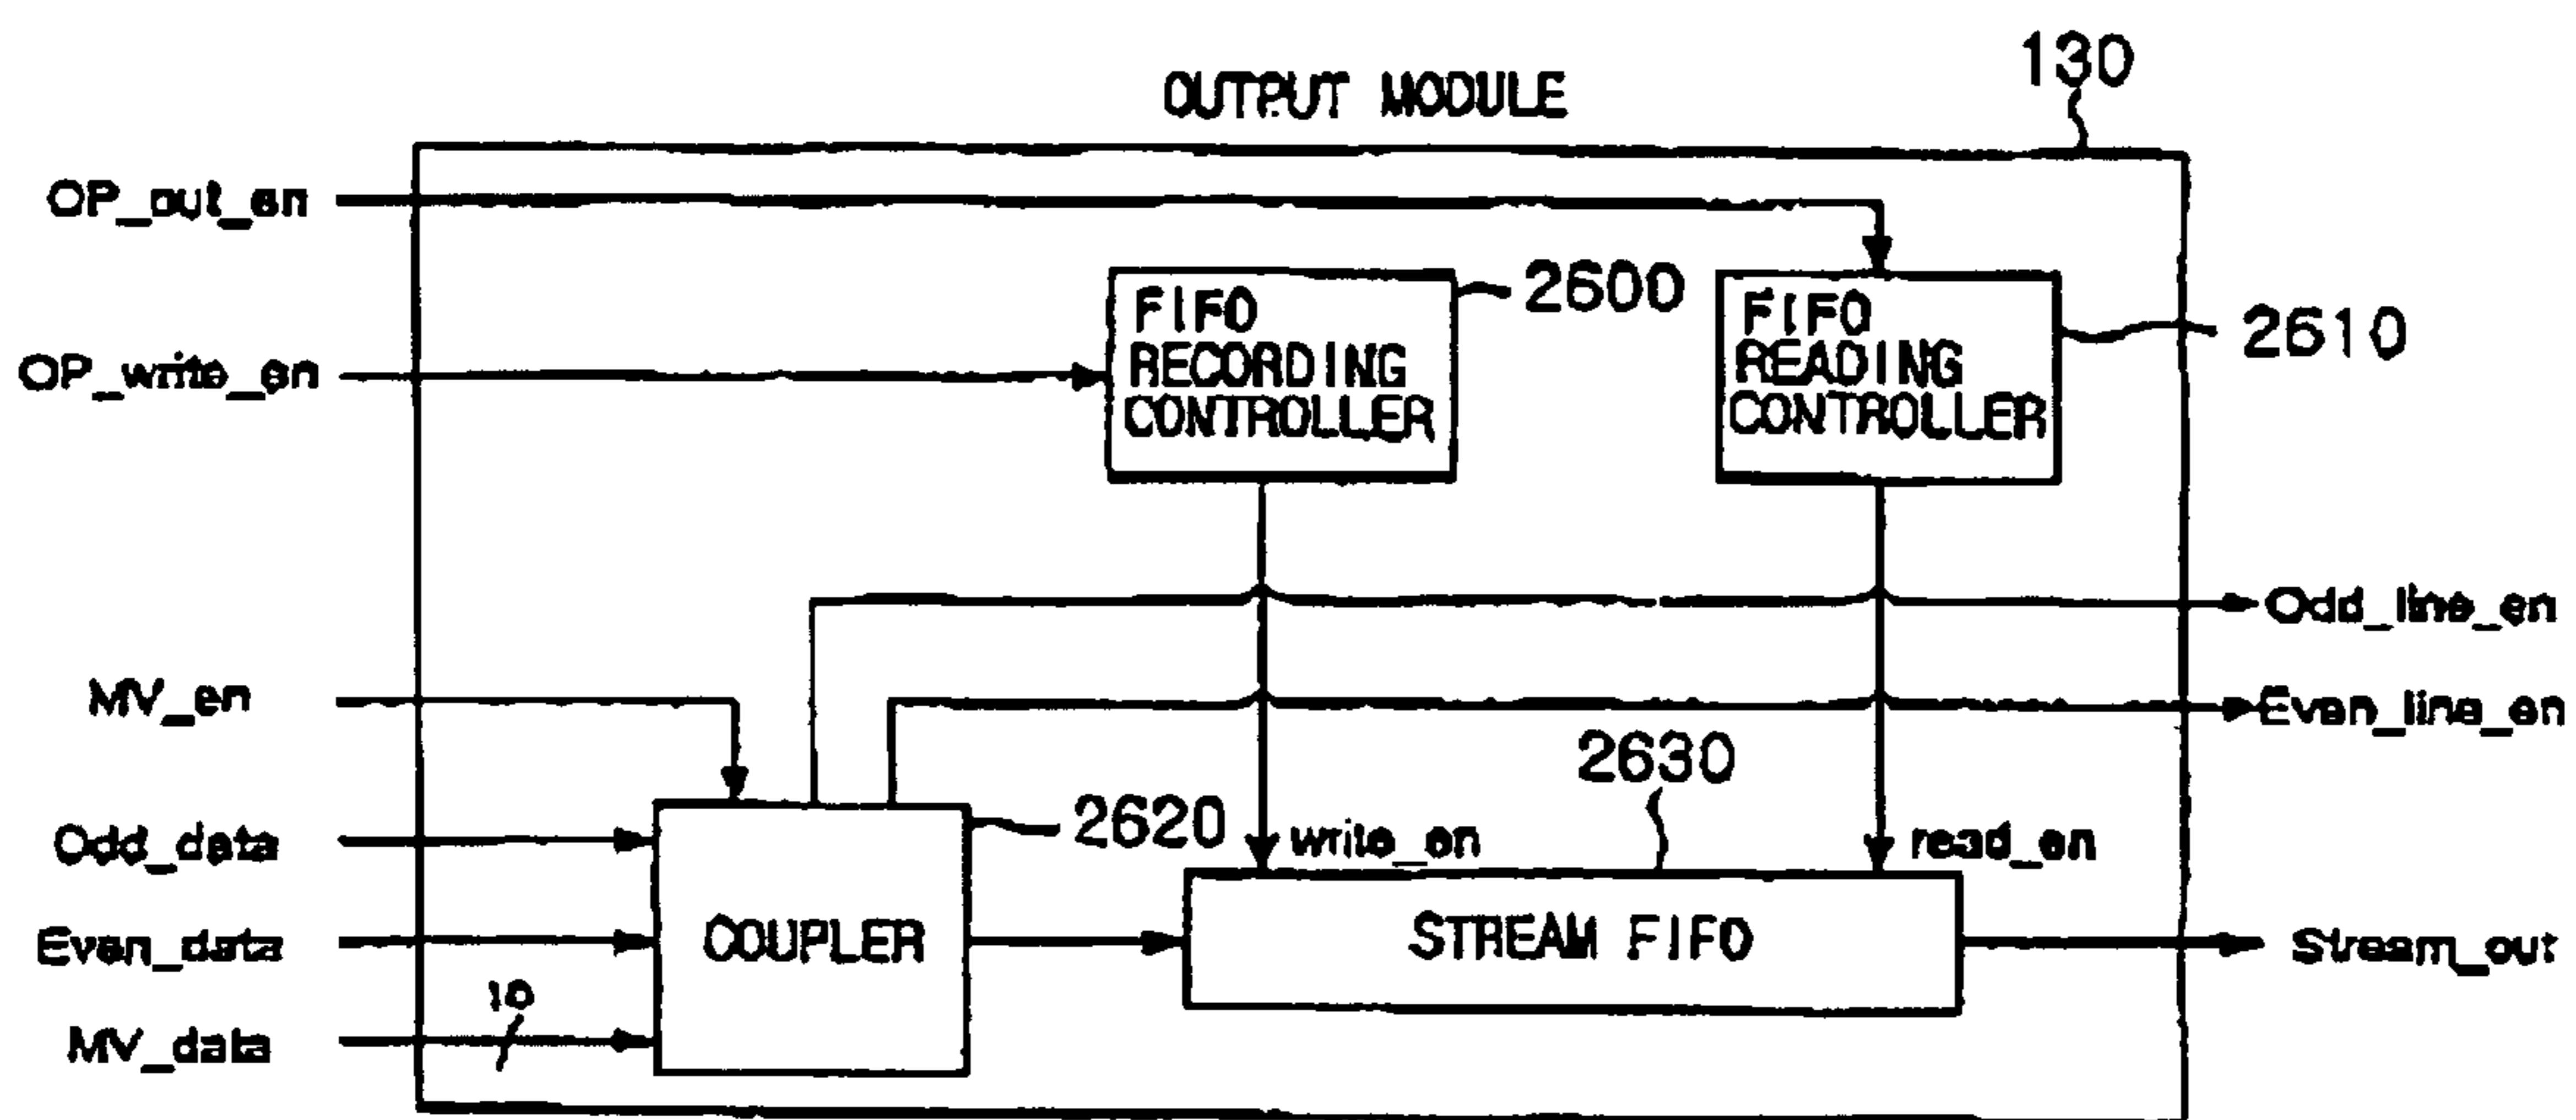 130
OUTPUT MODULE
OP_out_en
FIFO
RECORDING
CONTROLLER
2600
FIFO
READING
CONTROLLER
2610
OP_write_en
Odd_line_en
MV_en
Even_line_en
2630
2620
write_en
read_en
Odd_data
COUPLER
STREAM FIFO
Even_data
Stream_out
10
MV_data